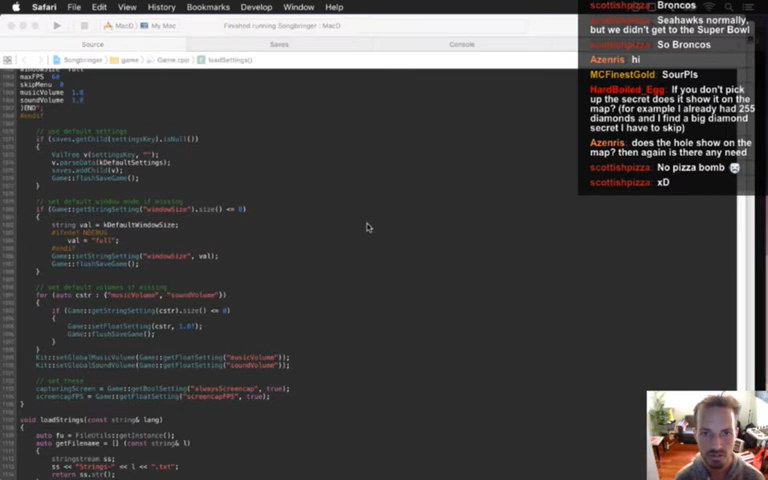 Safari File Edit View History Bookmarks Develop Window Help
MacD My Mac Finished running Songbringer : MacD
Source Saves Console
Songbringer game Game.cpp loadSettings()
maxFPS 60
skipMenu 0
musicVolume 1.0
soundVolume 1.0
)END";
#endif
// use default settings
if (saves.getChild(settingsKey).isNull())
{
ValTree v(settingsKey, "");
v.parseData(kDefaultSettings);
saves.addChild(v);
Game::flushSaveGame();
}
// set default window mode if missing
if (Game::getStringSetting("windowSize").size() <= 0)
{
string val = kDefaultWindowSize;
#ifndef NDEBUG
val = "full";
#endif
Game::setStringSetting("windowSize", val);
Game::flushSaveGame();
}
// set default volumes if missing
for (auto cstr : {"musicVolume", "soundVolume"})
{
if (Game::getStringSetting(cstr).size() <= 0)
{
Game::setFloatSetting(cstr, 1.0f);
Game::flushSaveGame();
}
}
Kit::setGlobalMusicVolume(Game::getFloatSetting("musicVolume"));
Kit::setGlobalSoundVolume(Game::getFloatSetting("soundVolume"));
// set these
capturingScreen = Game::getBoolSetting("alwaysScreencap", true);
screencapFPS = Game::getFloatSetting("screencapFPS", true);
}
void loadStrings(const string& lang)
{
auto fu = FileUtils::getInstance();
auto getFilename = [] (const string& l)
{
stringstream ss;
ss << "Strings-" << l << ".txt";
return ss.str();
scottishpizza: Broncos
scottishpizza: Seahawks normally,
but we didn't get to the Super Bowl
scottishpizza: So Broncos
Azenris: hi
MCFinestGold: SourPls
HardBoiled_Egg: If you don't pick
up the secret does it show it on the
map? (for example I already had 255
diamonds and I find a big diamond
secret I have to skip)
Azenris: does the hole show on the
map? then again is there any need
scottishpizza: No pizza bomb
scottishpizza: xD